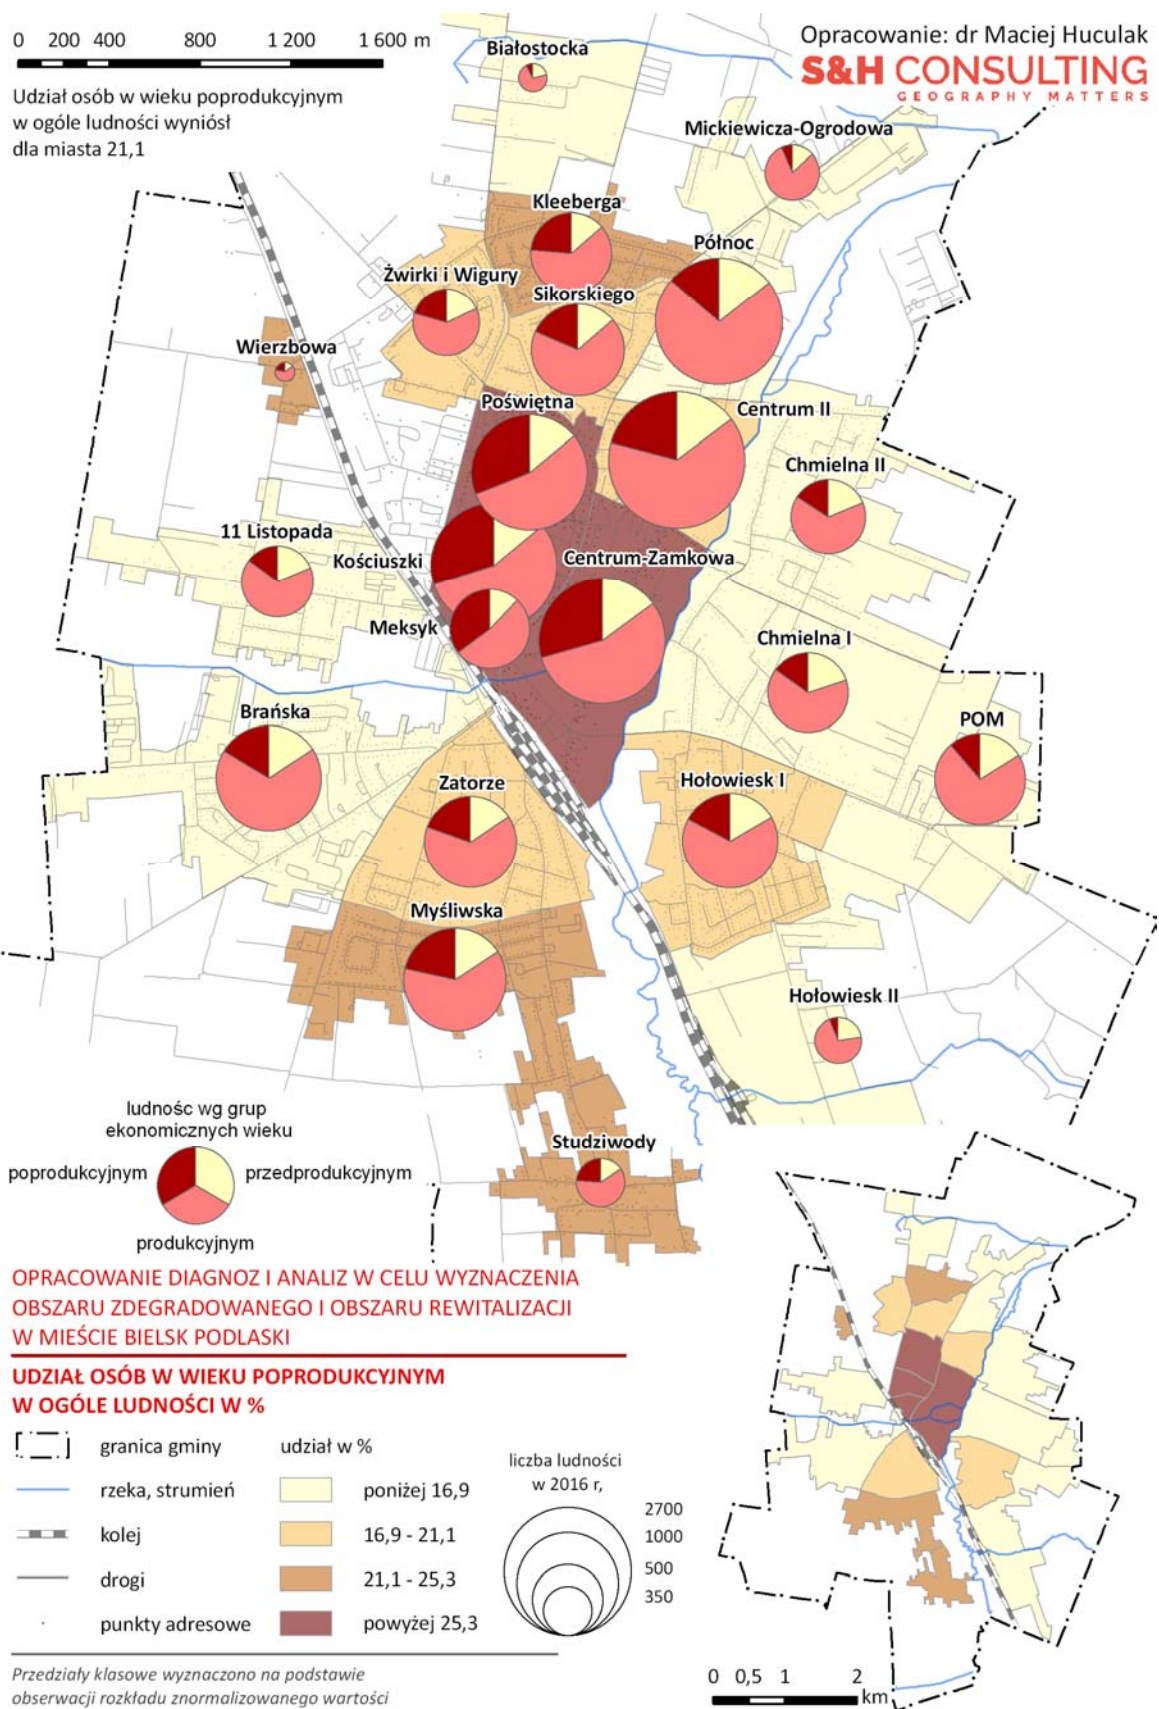 0 200 400 800 1 200 1 600 m
Udział osób w wieku poprodukcyjnym
w ogóle ludności wyniósł
dla miasta 21,1
Opracowanie: dr Maciej Huculak
S&H CONSULTING
GEOGRAPHY MATTERS
Białostocka
Mickiewicza-Ogrodowa
Kleeberga
Północ
Żwirki i Wigury
Sikorskiego
Wierzbowa
Poświętna
Centrum II
Chmielna II
11 Listopada
Kościuszki
Centrum-Zamkowa
Meksyk
Chmielna I
Brańska
POM
Zatorze
Hołowiesk I
Myśliwska
Hołowiesk II
Studziwody
ludnośc wg grup
ekonomicznych wieku
poprodukcyjnym
przedprodukcyjnym
produkcyjnym
OPRACOWANIE DIAGNOZ I ANALIZ W CELU WYZNACZENIA
OBSZARU ZDEGRADOWANEGO I OBSZARU REWITALIZACJI
W MIEŚCIE BIELSK PODLASKI
UDZIAŁ OSÓB W WIEKU POPRODUKCYJNYM
W OGÓLE LUDNOŚCI W %
granica gminy
rzeka, strumień
kolej
drogi
punkty adresowe
udział w %
poniżej 16,9
16,9 - 21,1
21,1 - 25,3
powyżej 25,3
liczba ludności
w 2016 r,
2700
1000
500
350
Przedziały klasowe wyznaczono na podstawie
obserwacji rozkładu znormalizowanego wartości
0 0,5 1 2
km